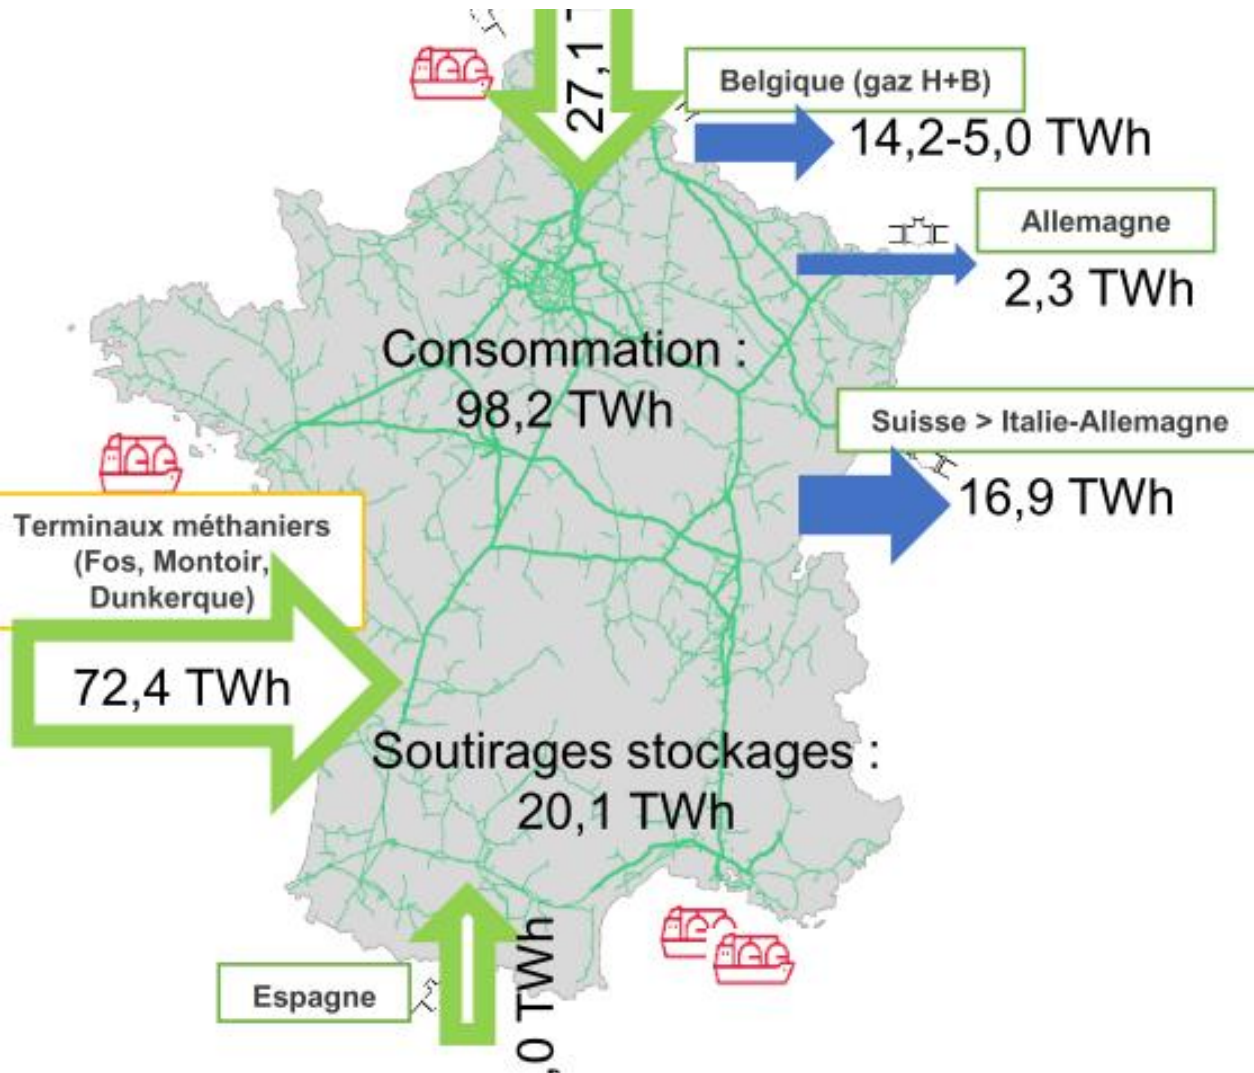 27,1
Belgique (gaz H+B)
14,2-5,0 TWh
Allemagne
2,3 TWh
Consommation :
98,2 TWh
Suisse > Italie-Allemagne
16,9 TWh
Terminaux méthaniers
(Fos, Montoir,
Dunkerque)
72,4 TWh
Soutirages stockages :
20,1 TWh
Espagne
,0 TWh